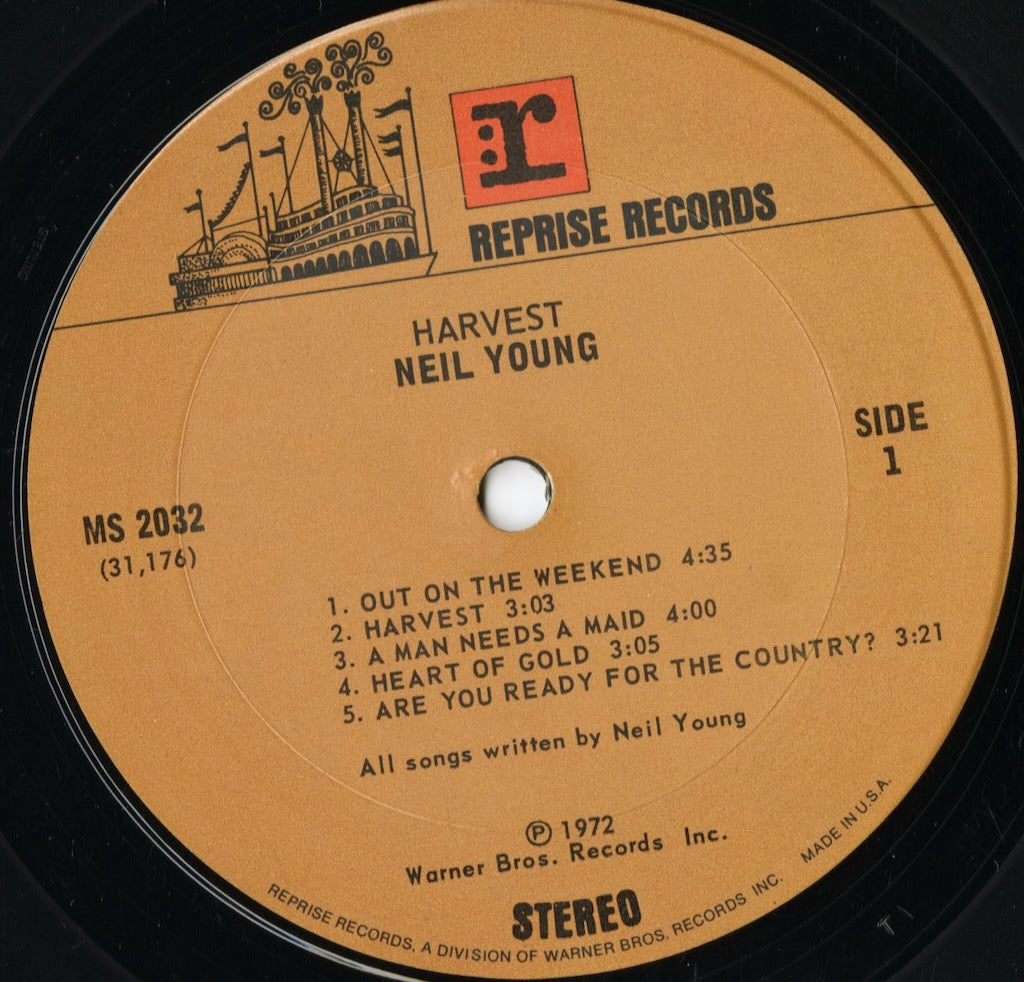 r:
REPRISE RECORDS
HARVEST
NEIL YOUNG
SIDE
1
MS 2032
(31,176)
1. OUT ON THE WEEKEND 4:35
2. HARVEST 3:03
3. A MAN NEEDS A MAID 4:00
4. HEART OF GOLD 3:05
5. ARE YOU READY FOR THE COUNTRY? 3:21
All songs written by Neil Young
℗ 1972
Warner Bros. Records Inc.
STEREO
REPRISE RECORDS, A DIVISION OF WARNER BROS. RECORDS INC. MADE IN U.S.A.